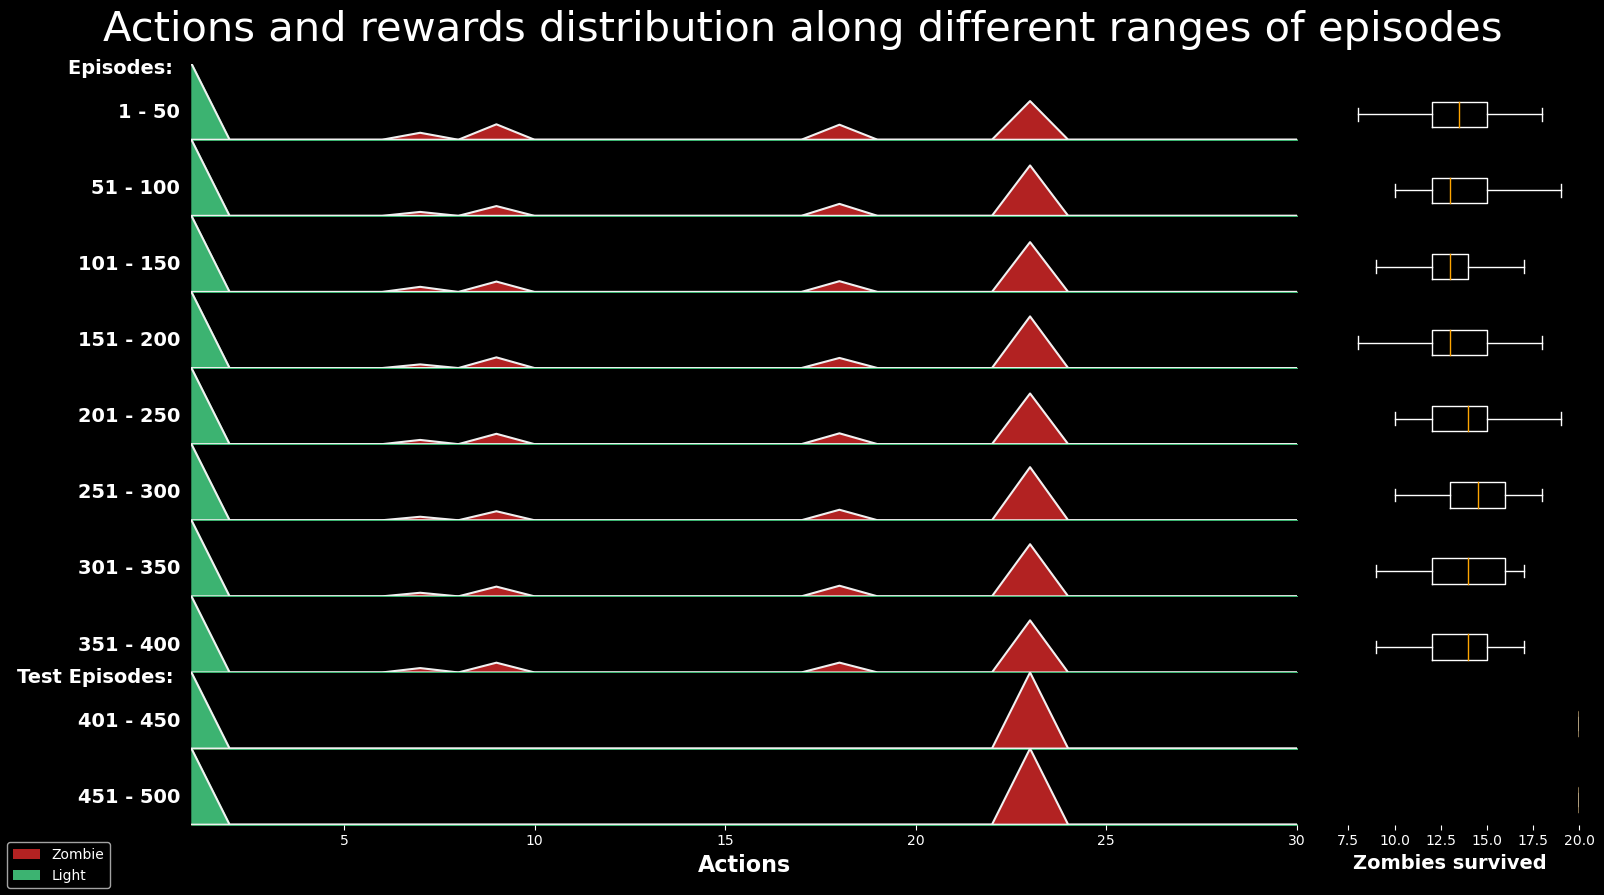 Actions and rewards distribution along different ranges of episodes
Episodes:
1 - 50
51 - 100
101 - 150
151 - 200
201 - 250
251 - 300
301 - 350
351 - 400
Test Episodes:
401 - 450
451 - 500
5 10 15 20 25 30
7.5 10.0 12.5 15.0 17.5 20.0
Actions
Zombies survived
Zombie
Light